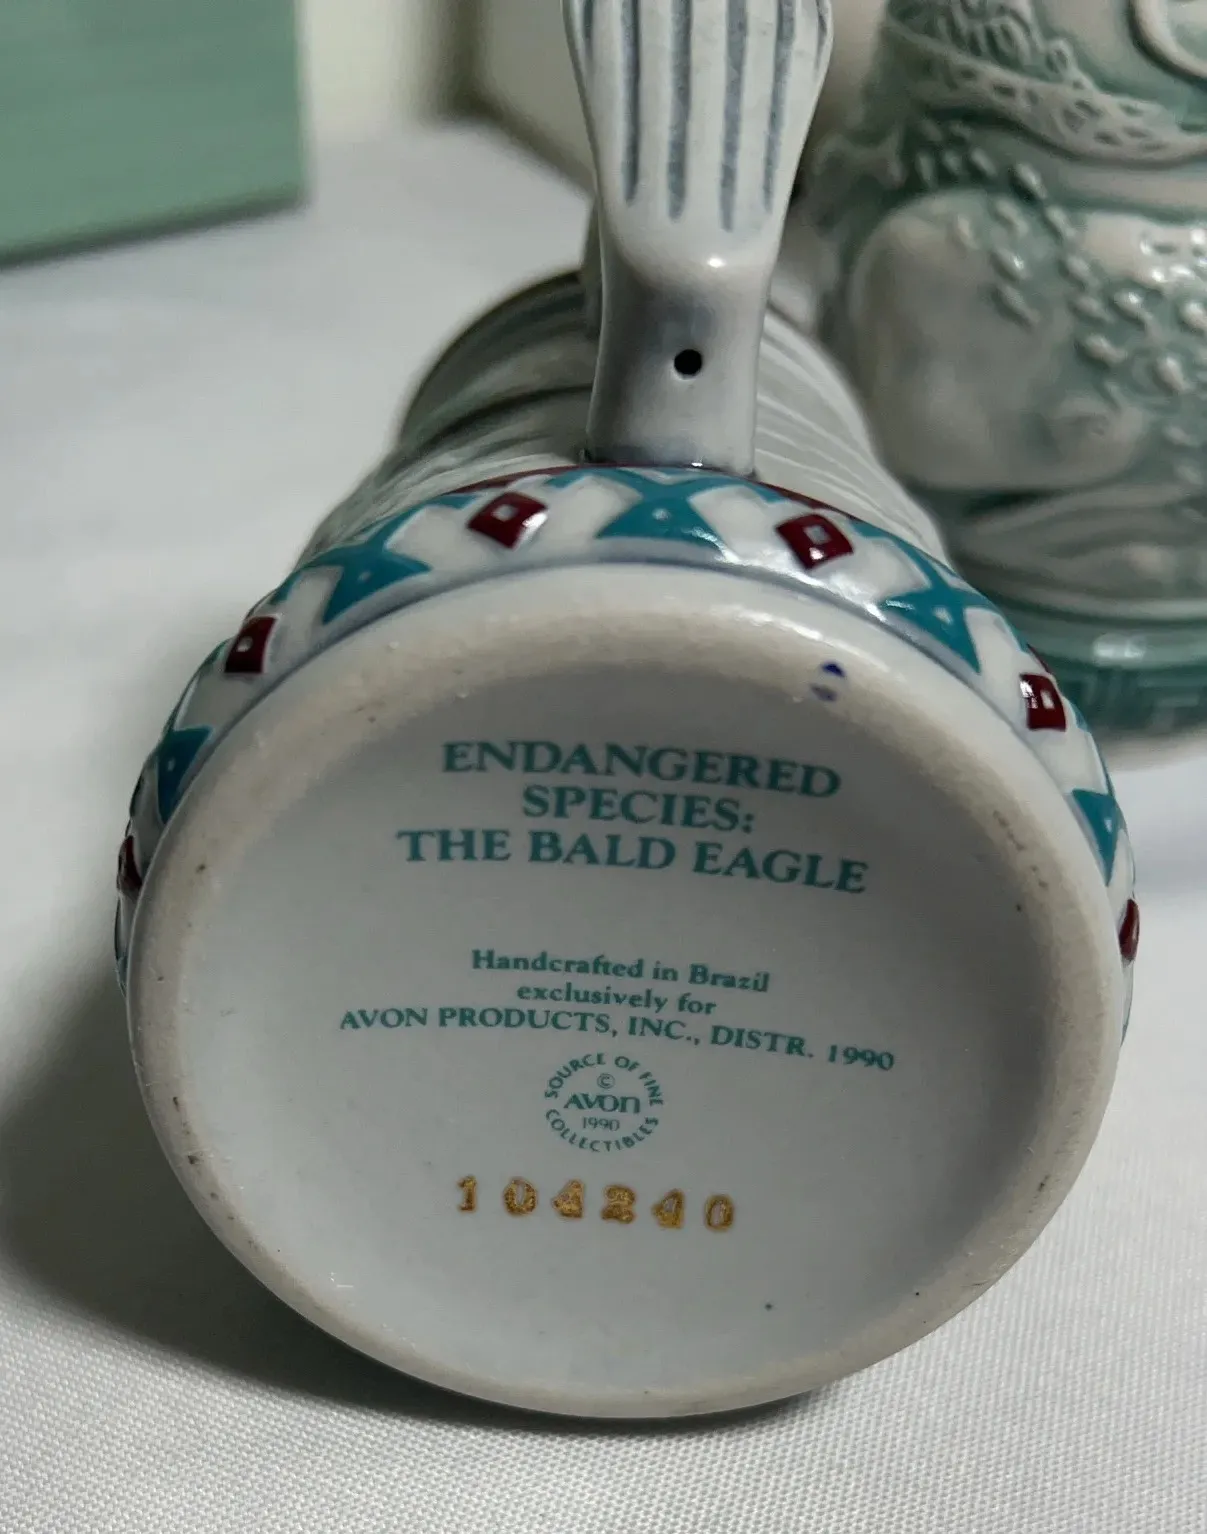 ENDANGERED
SPECIES:
THE BALD EAGLE
Handcrafted in Brazil
exclusively for
AVON PRODUCTS, INC., DISTR. 1990
SOURCE OF FINE
©
AVON
1990
COLLECTIBLES
104240